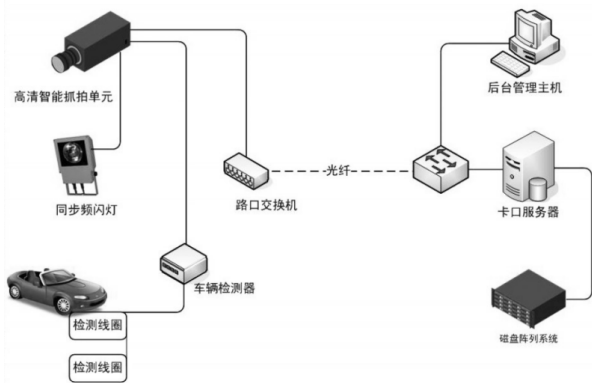 高清智能抓拍单元
后台管理主机
同步频闪灯
路口交换机
光纤
卡口服务器
车辆检测器
检测线圈
检测线圈
磁盘阵列系统